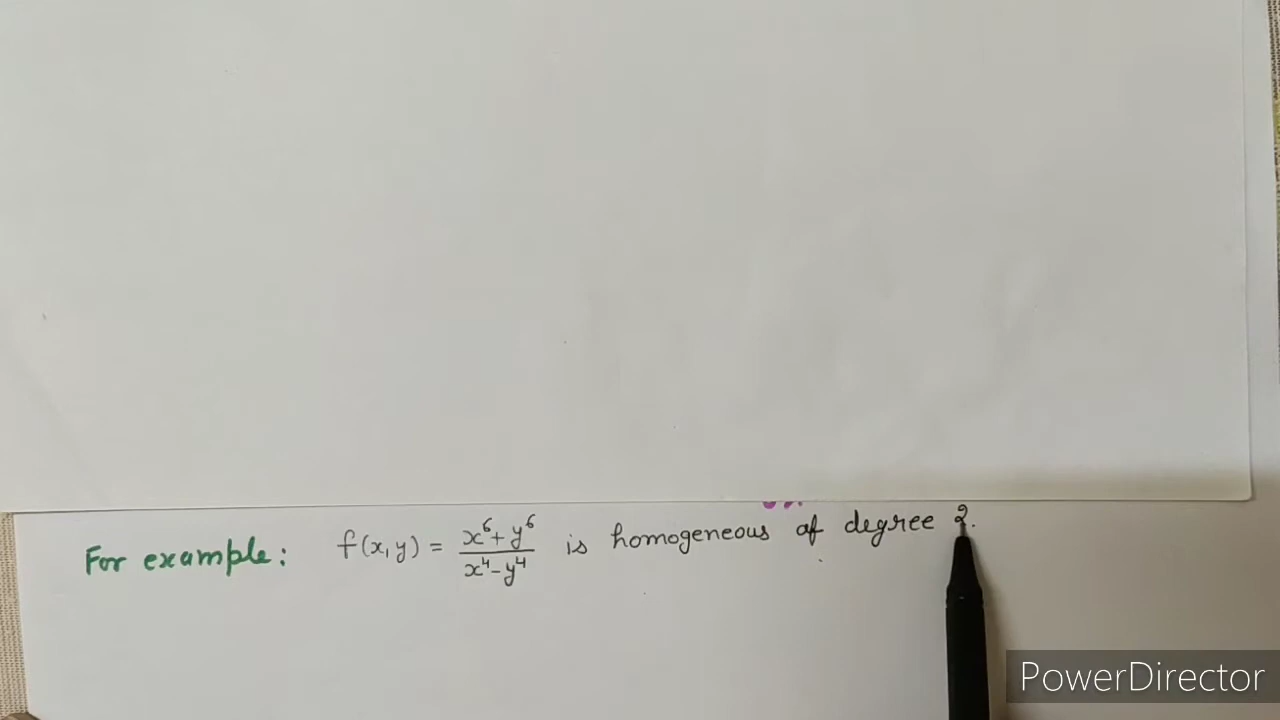 For example: f(x,y) = x⁶+y⁶/x⁴-y⁴ is homogeneous of degree 2.
PowerDirector